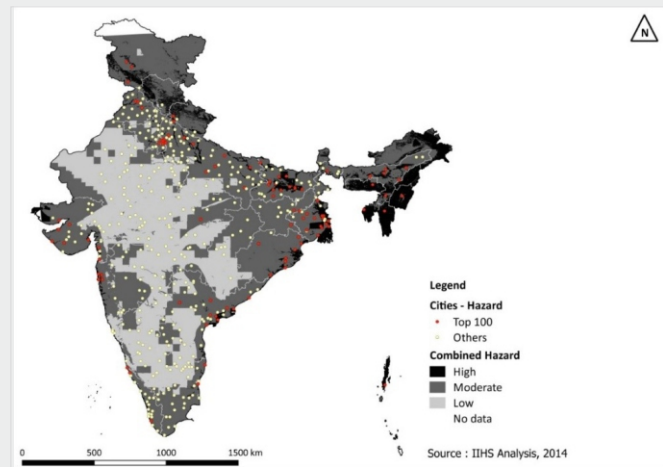 N
Legend
Cities - Hazard
Top 100
Others
Combined Hazard
High
Moderate
Low
No data
0 500 1000 1500 km
Source : IIHS Analysis, 2014